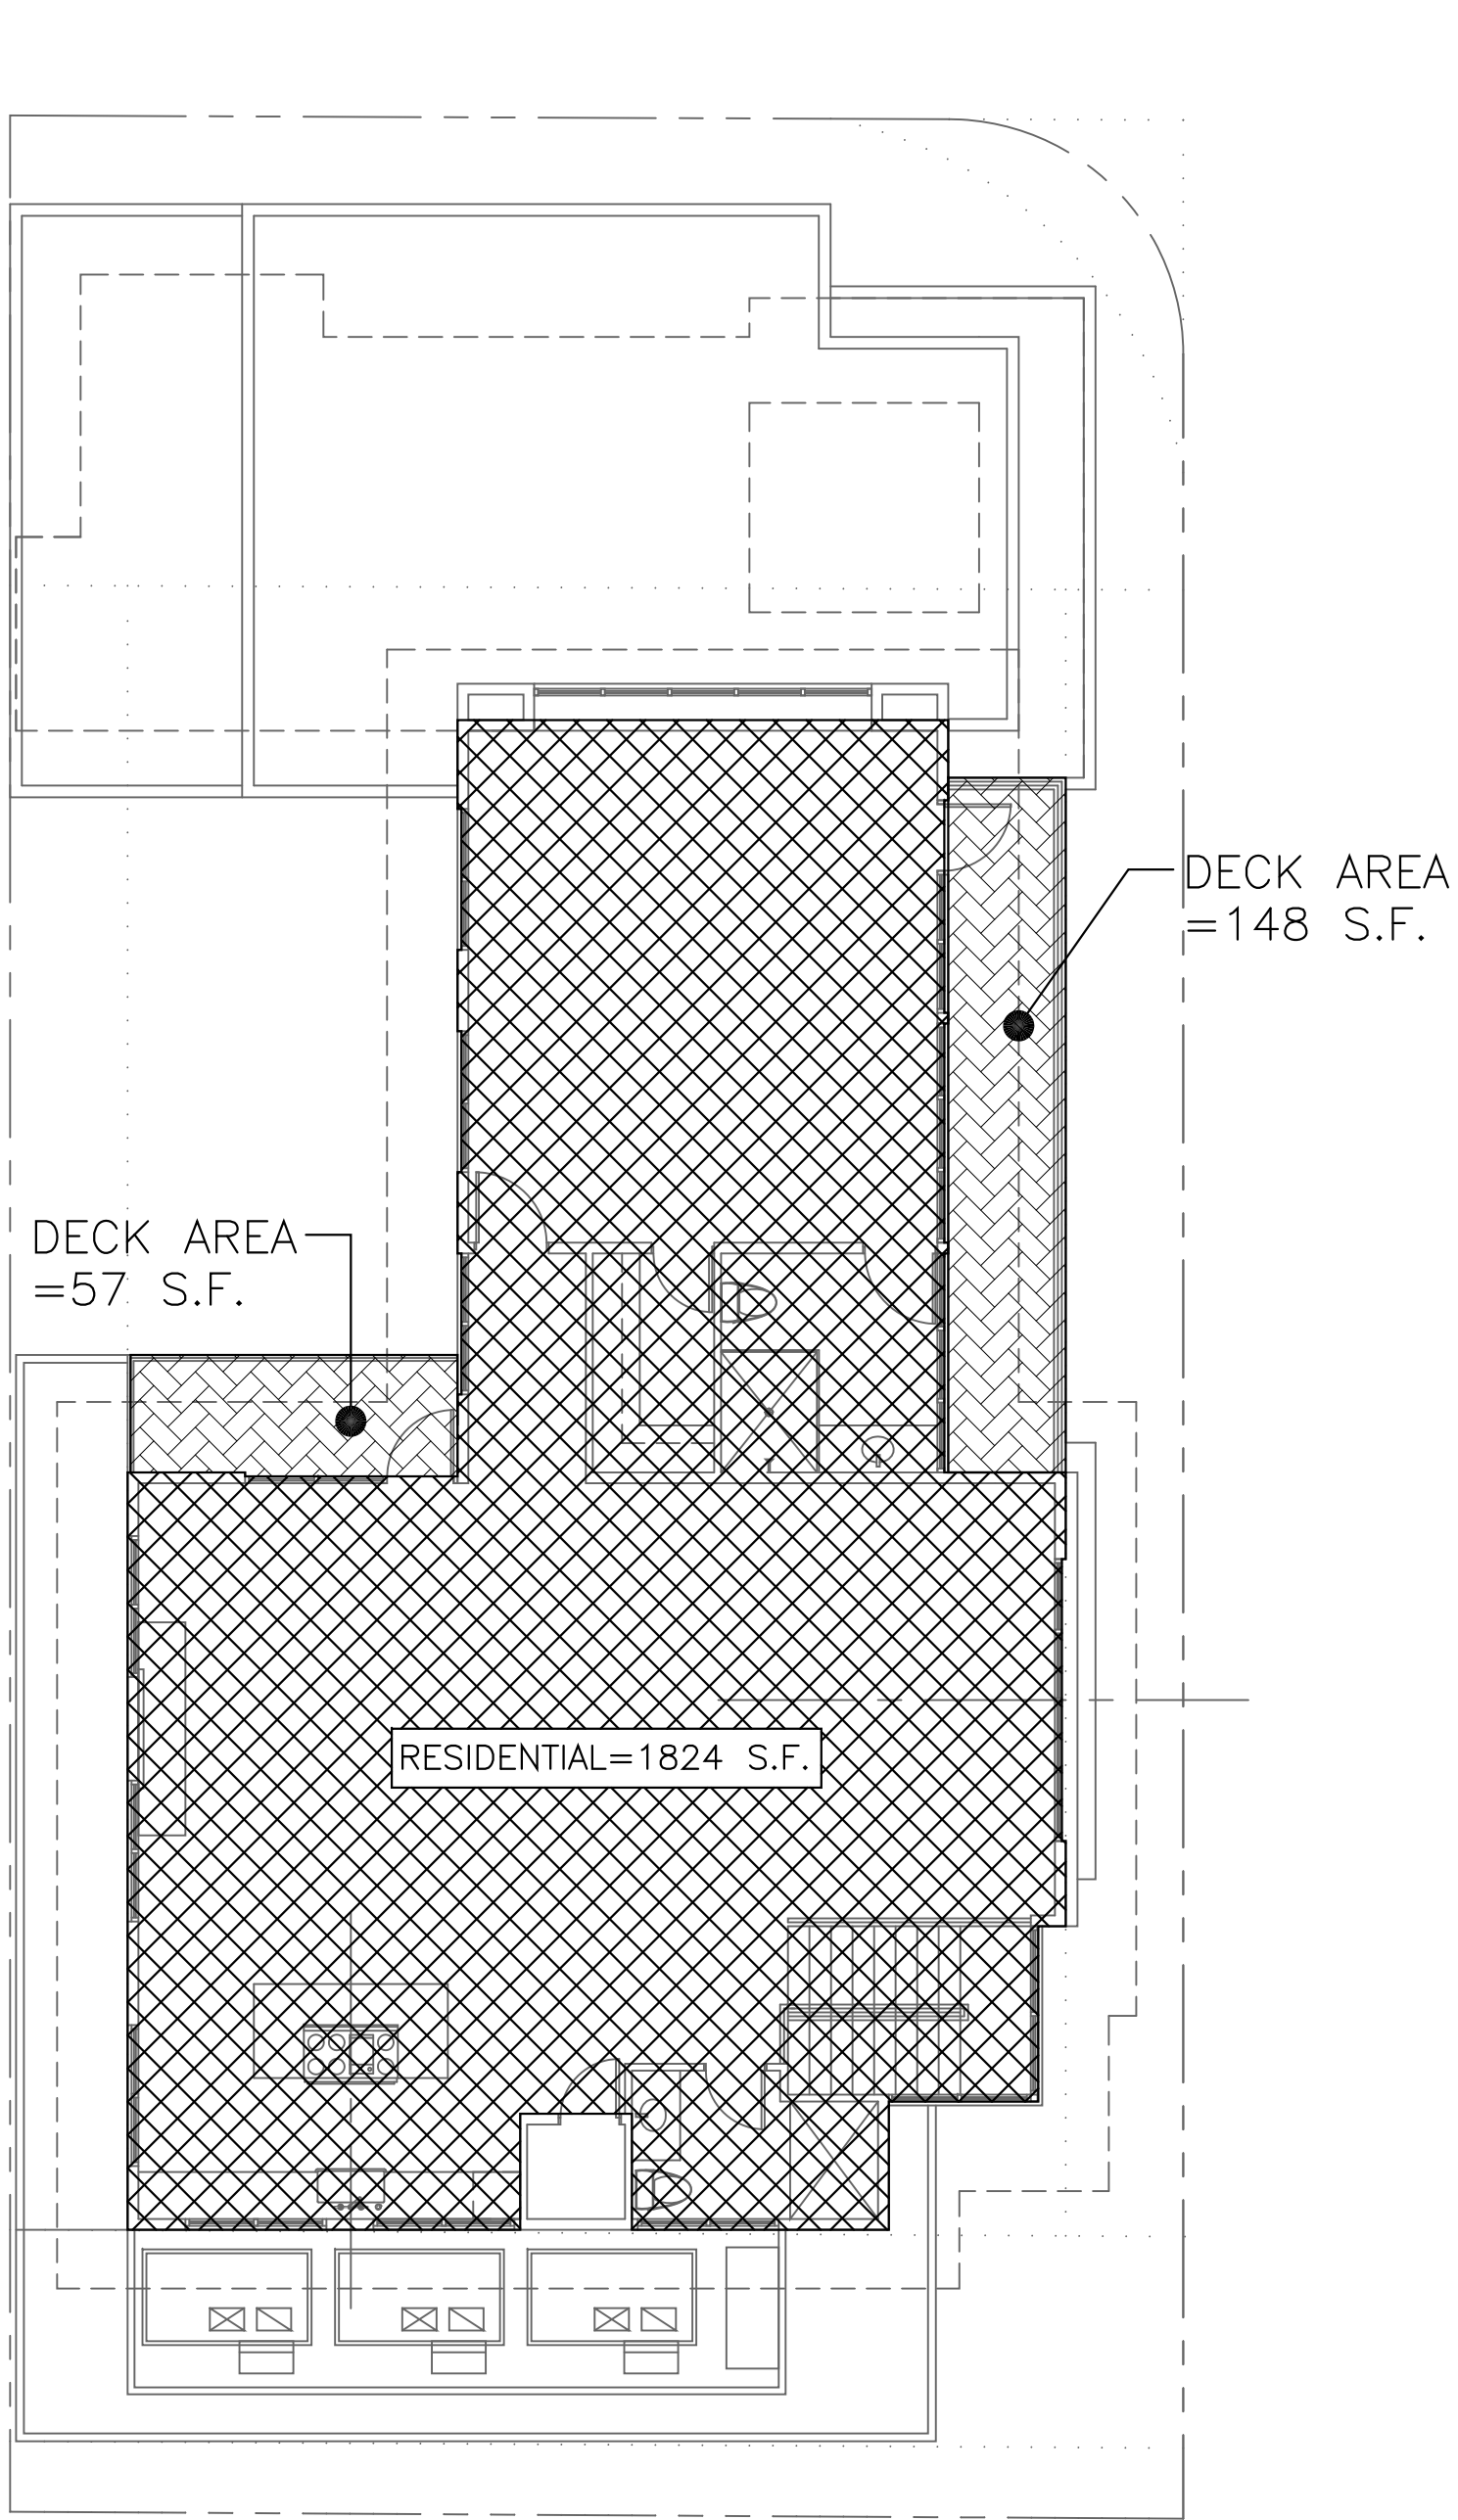 DECK AREA
=148 S.F.
DECK AREA
=57 S.F.
RESIDENTIAL=1824 S.F.